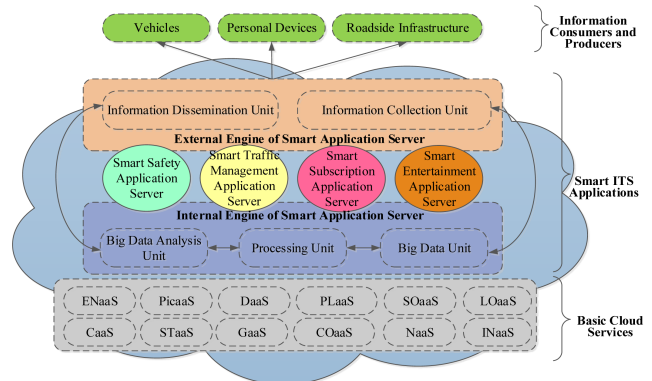 Vehicles
Personal Devices
Roadside Infrastructure
Information
Consumers and
Producers
Information Dissemination Unit
Information Collection Unit
External Engine of Smart Application Server
Smart Safety
Application
Server
Smart Traffic
Management
Application
Server
Smart
Subscription
Application
Server
Smart
Entertainment
Application
Server
Smart ITS
Applications
Internal Engine of Smart Application Server
Big Data Analysis
Unit
Processing Unit
Big Data Unit
ENaaS
PicaaS
DaaS
PLaaS
SOaaS
LOaaS
CaaS
STaaS
GaaS
COaaS
NaaS
INaaS
Basic Cloud
Services